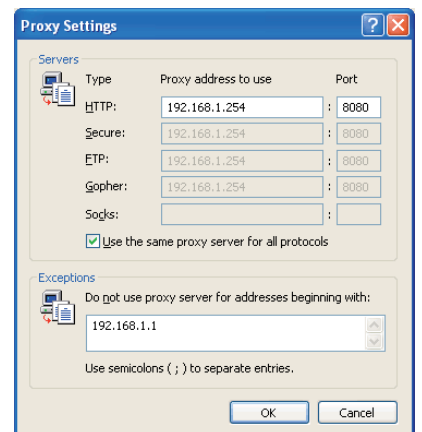 Proxy Settings
Servers
Type Proxy address to use Port
HTTP: 192.168.1.254 : 8080
Secure: 192.168.1.254 : 8080
FTP: 192.168.1.254 : 8080
Gopher: 192.168.1.254 : 8080
Socks: :
Use the same proxy server for all protocols
Exceptions
Do not use proxy server for addresses beginning with:
192.168.1.1
Use semicolons ( ; ) to separate entries.
OK Cancel